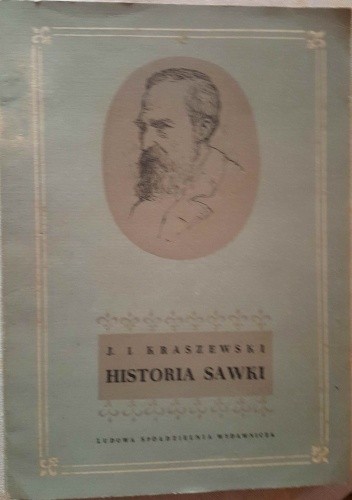 J. I. KRASZEWSKI
HISTORIA SAWKI
LUDOWA SPÓŁDZIELNIA WYDAWNICZA